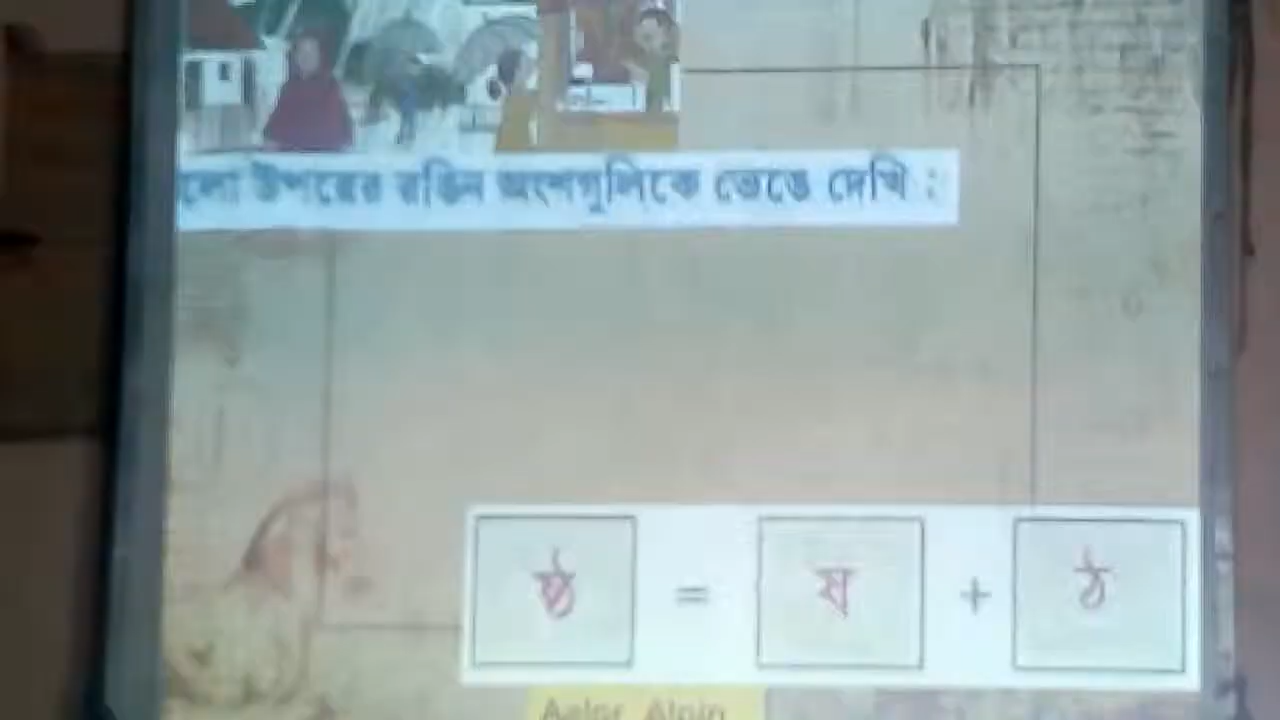 লো উপরের রঙিন অংশগুলিকে ভেঙে দেখি :
ষ্ঠ = ষ + ঠ